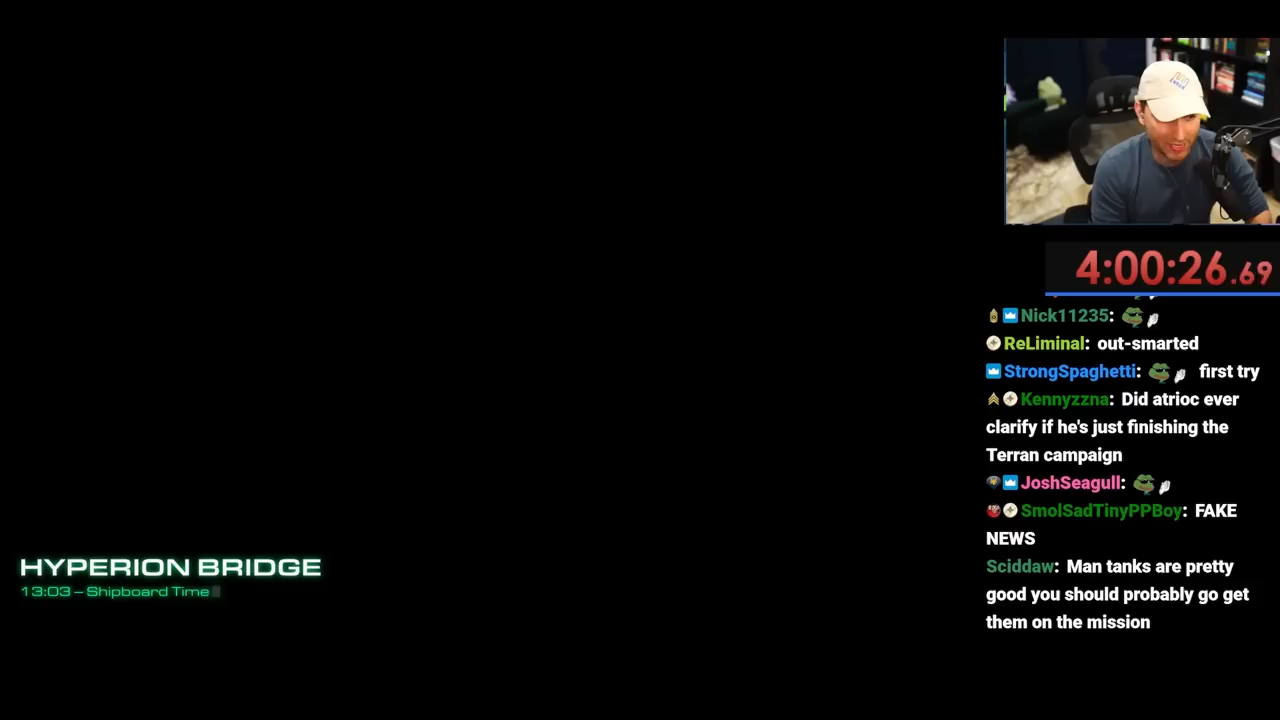 4:00:26.69
Nick11235:
ReLiminal: out-smarted
StrongSpaghetti: first try
Kennyzzna: Did atrioc ever
clarify if he's just finishing the
Terran campaign
JoshSeagull:
SmolSadTinyPPBoy: FAKE
NEWS
Sciddaw: Man tanks are pretty
good you should probably go get
them on the mission
HYPERION BRIDGE
13:03 – Shipboard Time